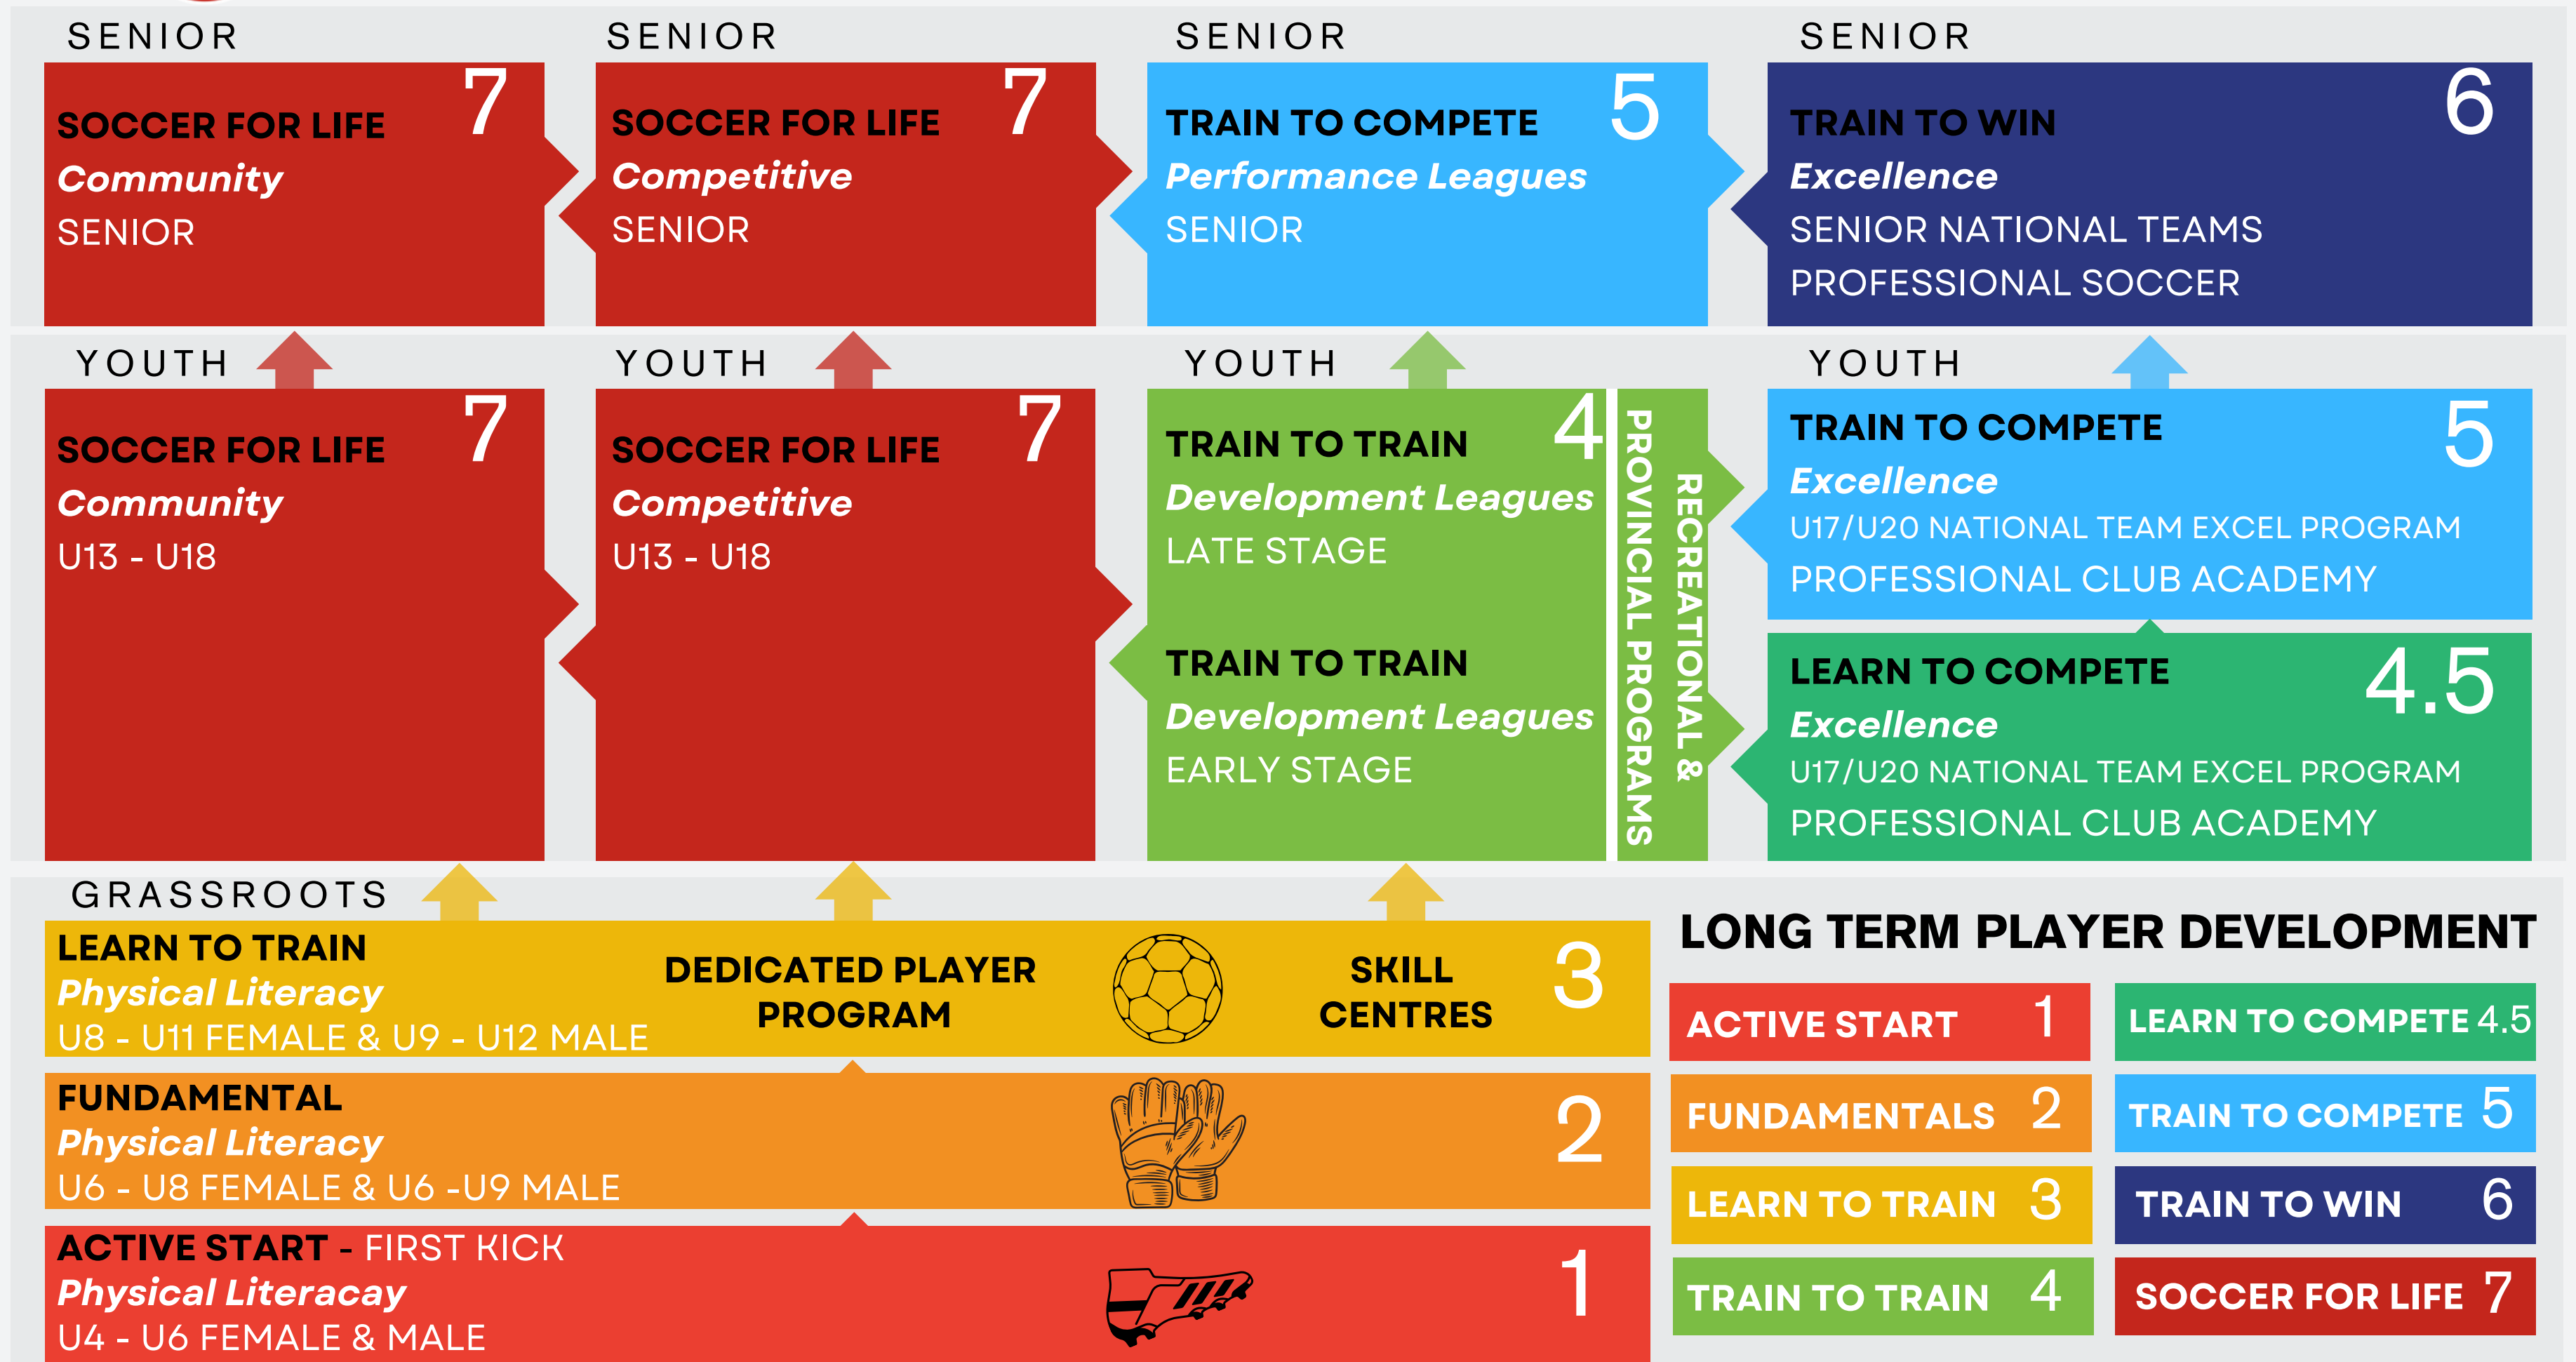 SENIOR
SOCCER FOR LIFE
7
Community
SENIOR
SENIOR
SOCCER FOR LIFE
7
Competitive
SENIOR
SENIOR
TRAIN TO COMPETE
5
Performance Leagues
SENIOR
SENIOR
TRAIN TO WIN
6
Excellence
SENIOR NATIONAL TEAMS
PROFESSIONAL SOCCER
YOUTH
SOCCER FOR LIFE
7
Community
U13 - U18
YOUTH
SOCCER FOR LIFE
7
Competitive
U13 - U18
YOUTH
TRAIN TO TRAIN
4
Development Leagues
LATE STAGE
TRAIN TO TRAIN
Development Leagues
EARLY STAGE
RECREATIONAL &
PROVINCIAL PROGRAMS
YOUTH
TRAIN TO COMPETE
5
Excellence
U17/U20 NATIONAL TEAM EXCEL PROGRAM
PROFESSIONAL CLUB ACADEMY
LEARN TO COMPETE
4.5
Excellence
U17/U20 NATIONAL TEAM EXCEL PROGRAM
PROFESSIONAL CLUB ACADEMY
GRASSROOTS
LEARN TO TRAIN
Physical Literacy
U8 - U11 FEMALE & U9 - U12 MALE
DEDICATED PLAYER
PROGRAM
SKILL
CENTRES
3
FUNDAMENTAL
Physical Literacy
U6 - U8 FEMALE & U6 -U9 MALE
2
ACTIVE START - FIRST KICK
Physical Literacay
U4 - U6 FEMALE & MALE
1
LONG TERM PLAYER DEVELOPMENT
ACTIVE START 1
FUNDAMENTALS 2
LEARN TO TRAIN 3
TRAIN TO TRAIN 4
LEARN TO COMPETE 4.5
TRAIN TO COMPETE 5
TRAIN TO WIN 6
SOCCER FOR LIFE 7